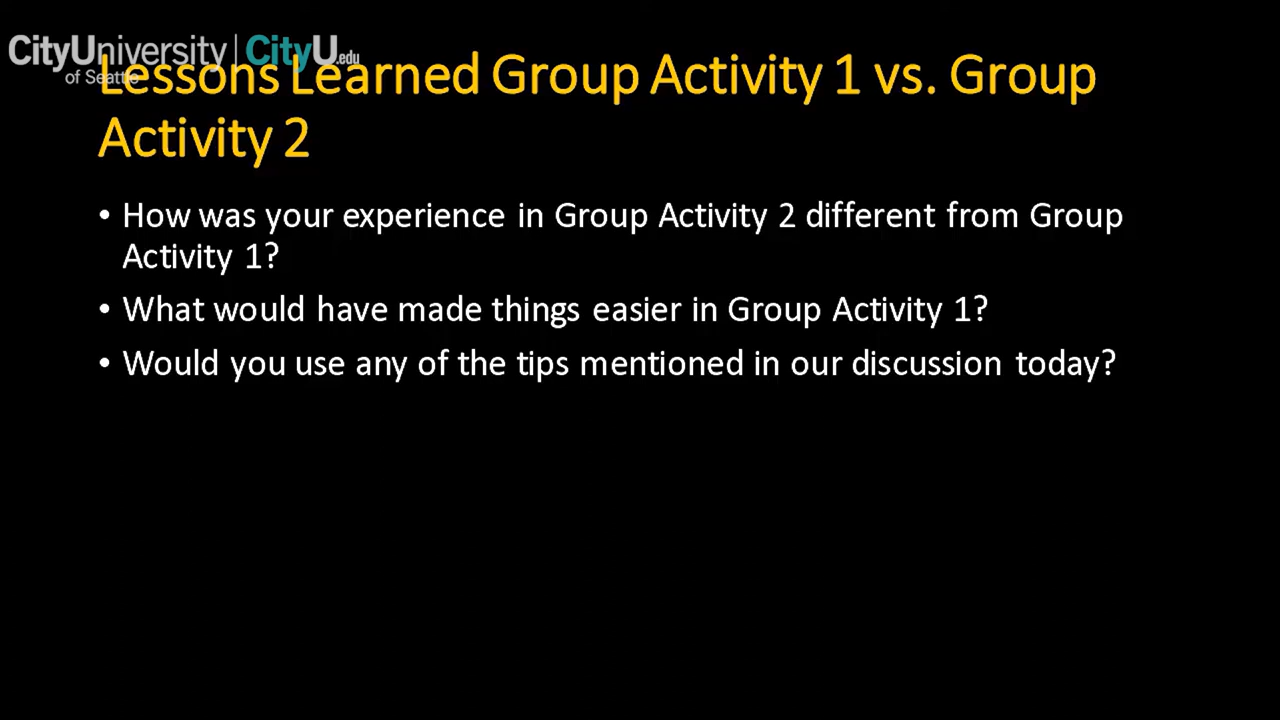 CityUniversity | CityU.edu
of Seattle
Lessons Learned Group Activity 1 vs. Group
Activity 2
• How was your experience in Group Activity 2 different from Group
Activity 1?
• What would have made things easier in Group Activity 1?
• Would you use any of the tips mentioned in our discussion today?